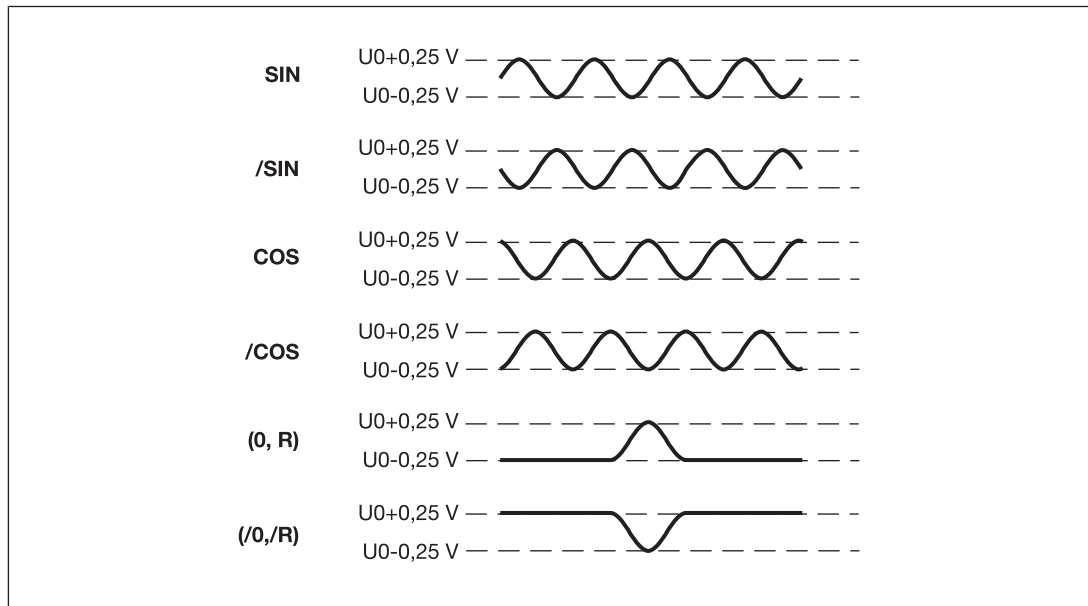 U0+0,25 V
SIN
U0-0,25 V
U0+0,25 V
/SIN
U0-0,25 V
U0+0,25 V
COS
U0-0,25 V
U0+0,25 V
/COS
U0-0,25 V
U0+0,25 V
(0, R)
U0-0,25 V
U0+0,25 V
(/0,/R)
U0-0,25 V